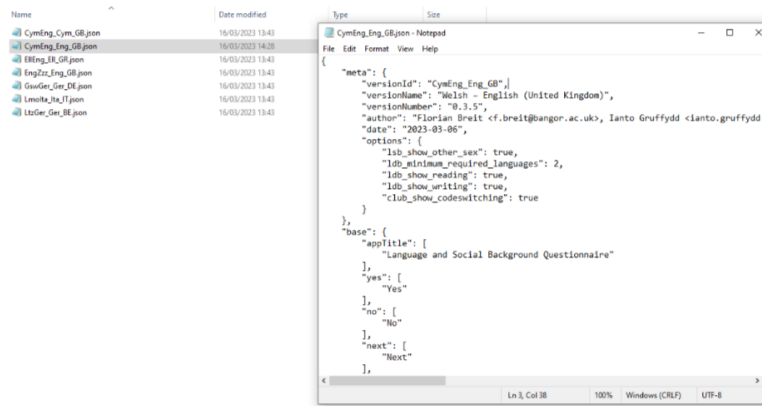 Name
Date modified
Type
Size
CymEng_Cym_GB.json
16/03/2023 13:43
CymEng_Eng_GB.json
16/03/2023 14:28
EllEng_Ell_GR.json
16/03/2023 13:43
EngZzz_Eng_GB.json
16/03/2023 13:43
GswGer_Ger_DE.json
16/03/2023 13:43
LmoIta_Ita_IT.json
16/03/2023 13:43
LtzGer_Ger_BE.json
16/03/2023 13:43
CymEng_Eng_GB.json - Notepad
File Edit Format View Help
{
"meta": {
"versionId": "CymEng_Eng_GB",
"versionName": "Welsh – English (United Kingdom)",
"versionNumber": "0.3.5",
"author": "Florian Breit <f.breit@bangor.ac.uk>, Ianto Gruffydd <ianto.gruffydd
"date": "2023-03-06",
"options": {
"lsb_show_other_sex": true,
"ldb_minimum_required_languages": 2,
"ldb_show_reading": true,
"ldb_show_writing": true,
"club_show_codeswitching": true
}
},
"base": {
"appTitle": [
"Language and Social Background Questionnaire"
],
"yes": [
"Yes"
],
"no": [
"No"
],
"next": [
"Next"
],
Ln 3, Col 38
100%
Windows (CRLF)
UTF-8